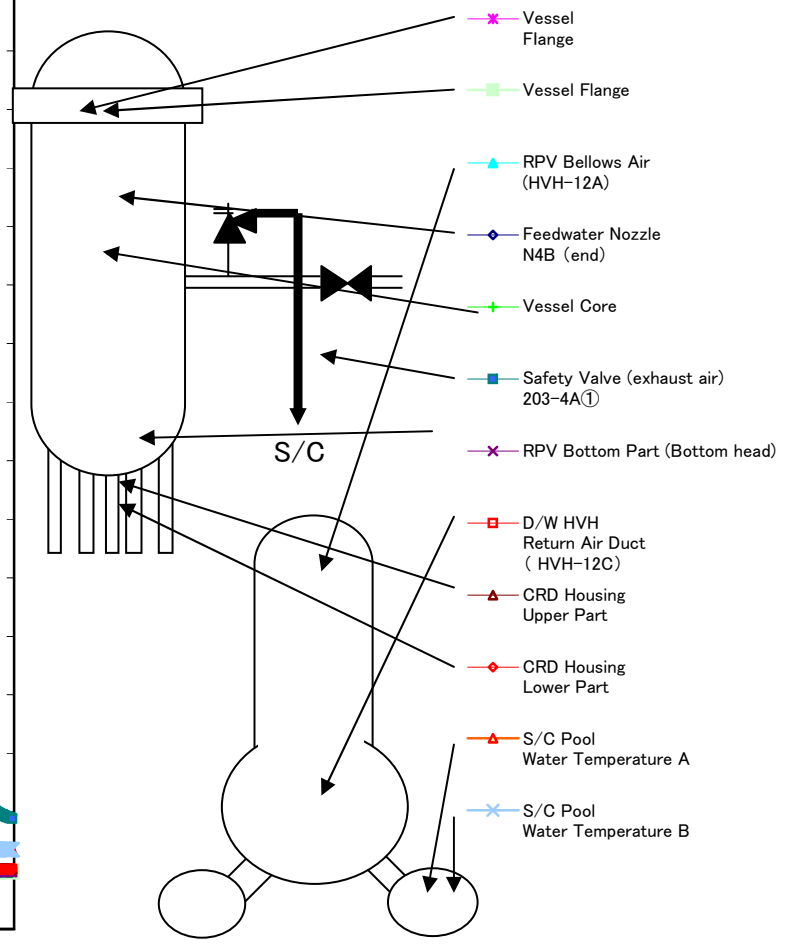 Vessel
Flange
Vessel Flange
RPV Bellows Air
(HVH-12A)
Feedwater Nozzle
N4B (end)
Vessel Core
Safety Valve (exhaust air)
203-4A①
S/C
RPV Bottom Part (Bottom head)
D/W HVH
Return Air Duct
( HVH-12C)
CRD Housing
Upper Part
CRD Housing
Lower Part
S/C Pool
Water Temperature A
S/C Pool
Water Temperature B